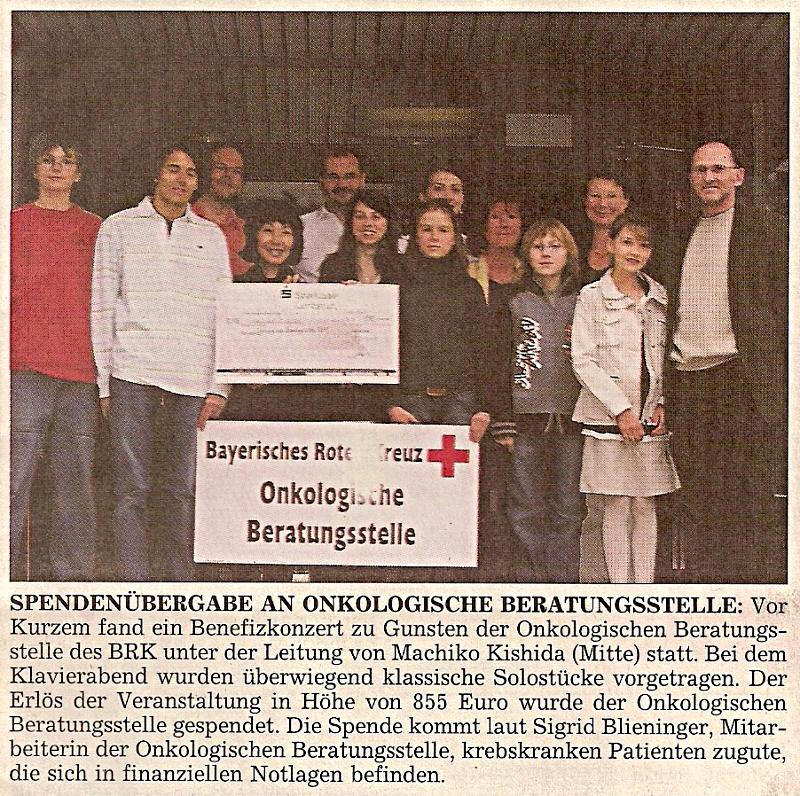 Sparkasse
Bayerisches Rote Kreuz
Onkologische
Beratungsstelle
SPENDENÜBERGABE AN ONKOLOGISCHE BERATUNGSSTELLE: Vor
Kurzem fand ein Benefizkonzert zu Gunsten der Onkologischen Beratungs-
stelle des BRK unter der Leitung von Machiko Kishida (Mitte) statt. Bei dem
Klavierabend wurden überwiegend klassische Solostücke vorgetragen. Der
Erlös der Veranstaltung in Höhe von 855 Euro wurde der Onkologischen
Beratungsstelle gespendet. Die Spende kommt laut Sigrid Blieninger, Mitar-
beiterin der Onkologischen Beratungsstelle, krebskranken Patienten zugute,
die sich in finanziellen Notlagen befinden.